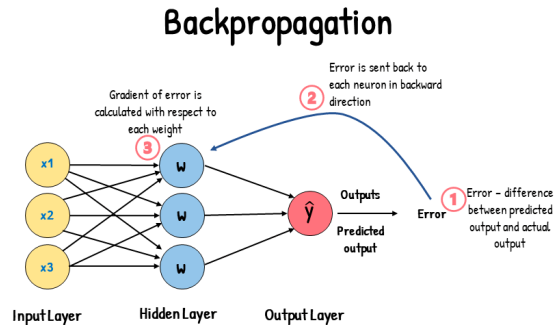 Backpropagation
Error is sent back to
each neuron in backward
direction
2
Gradient of error is
calculated with respect to
each weight
3
x1
x2
x3
w
w
w
ŷ
Outputs
Predicted
output
Error
1
Error - difference
between predicted
output and actual
output
Input Layer
Hidden Layer
Output Layer